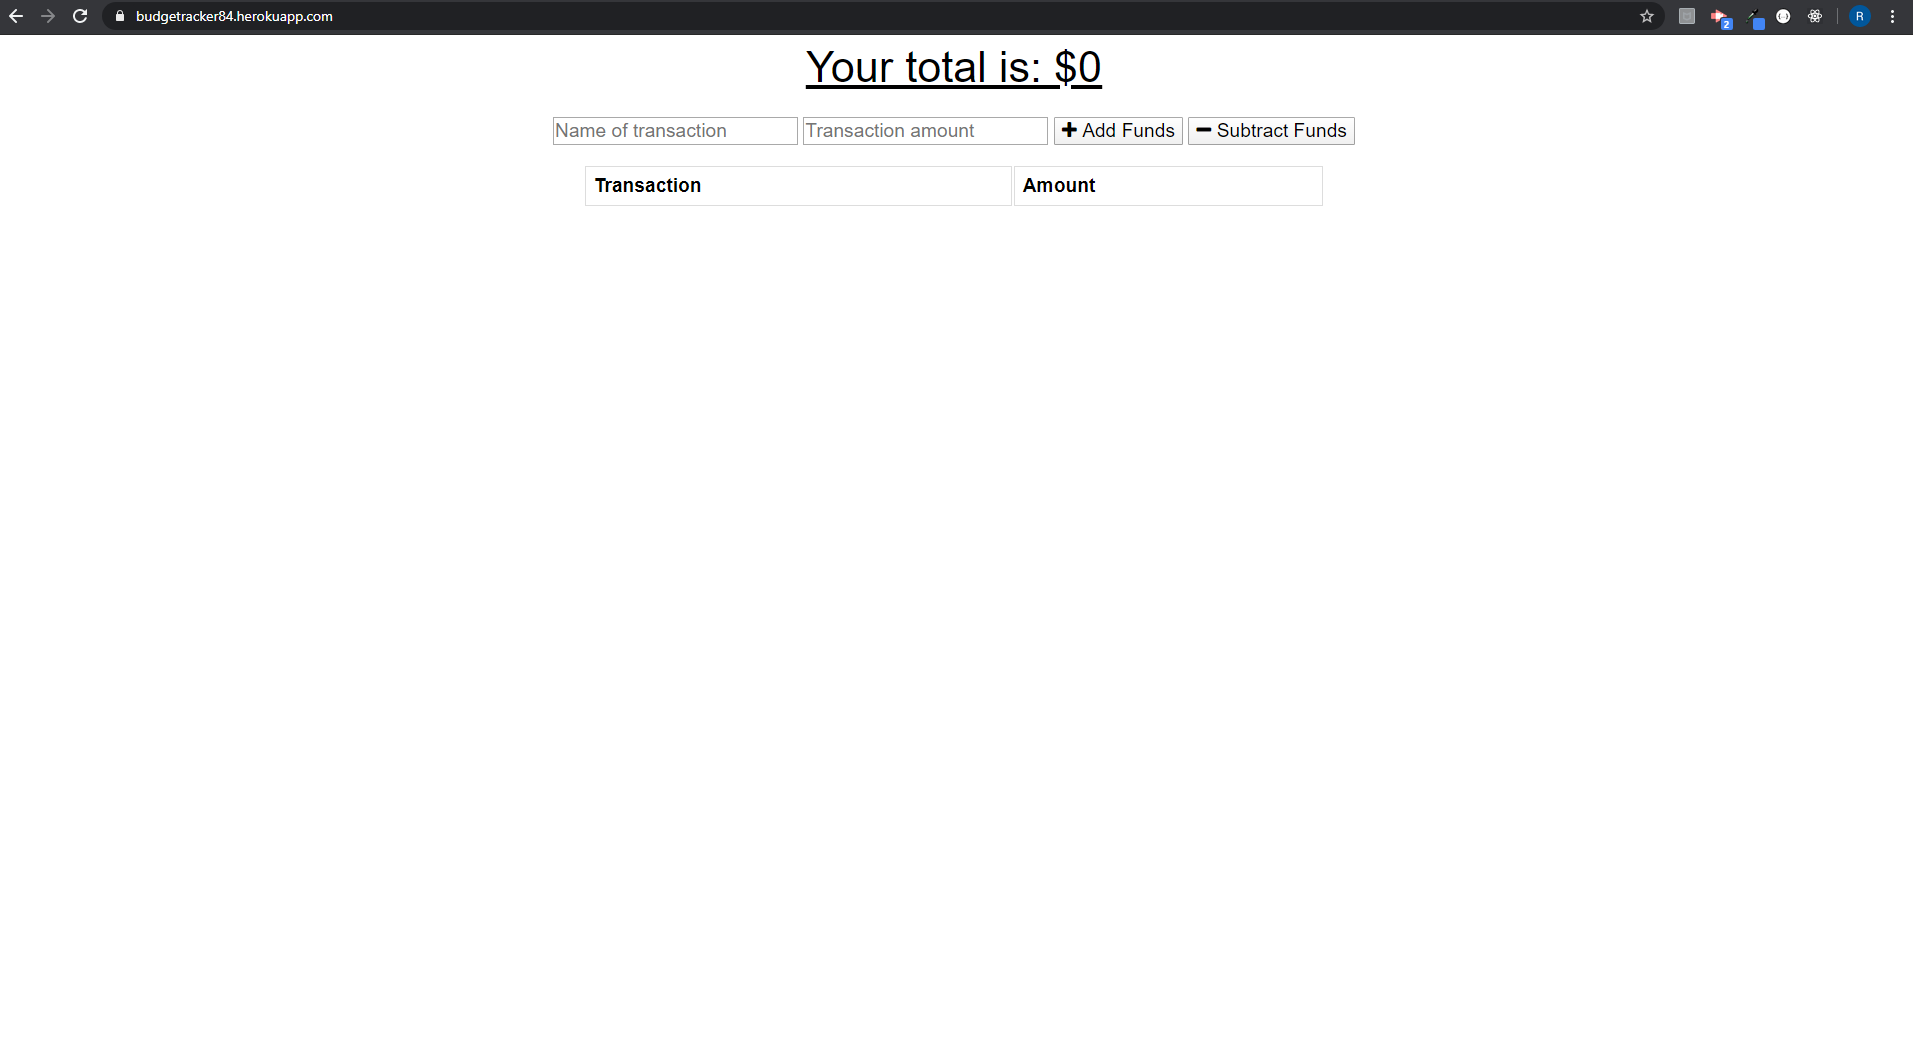 budgetracker84.herokuapp.com
2
R
Your total is: $0
Name of transaction Transaction amount Add Funds Subtract Funds
Transaction Amount